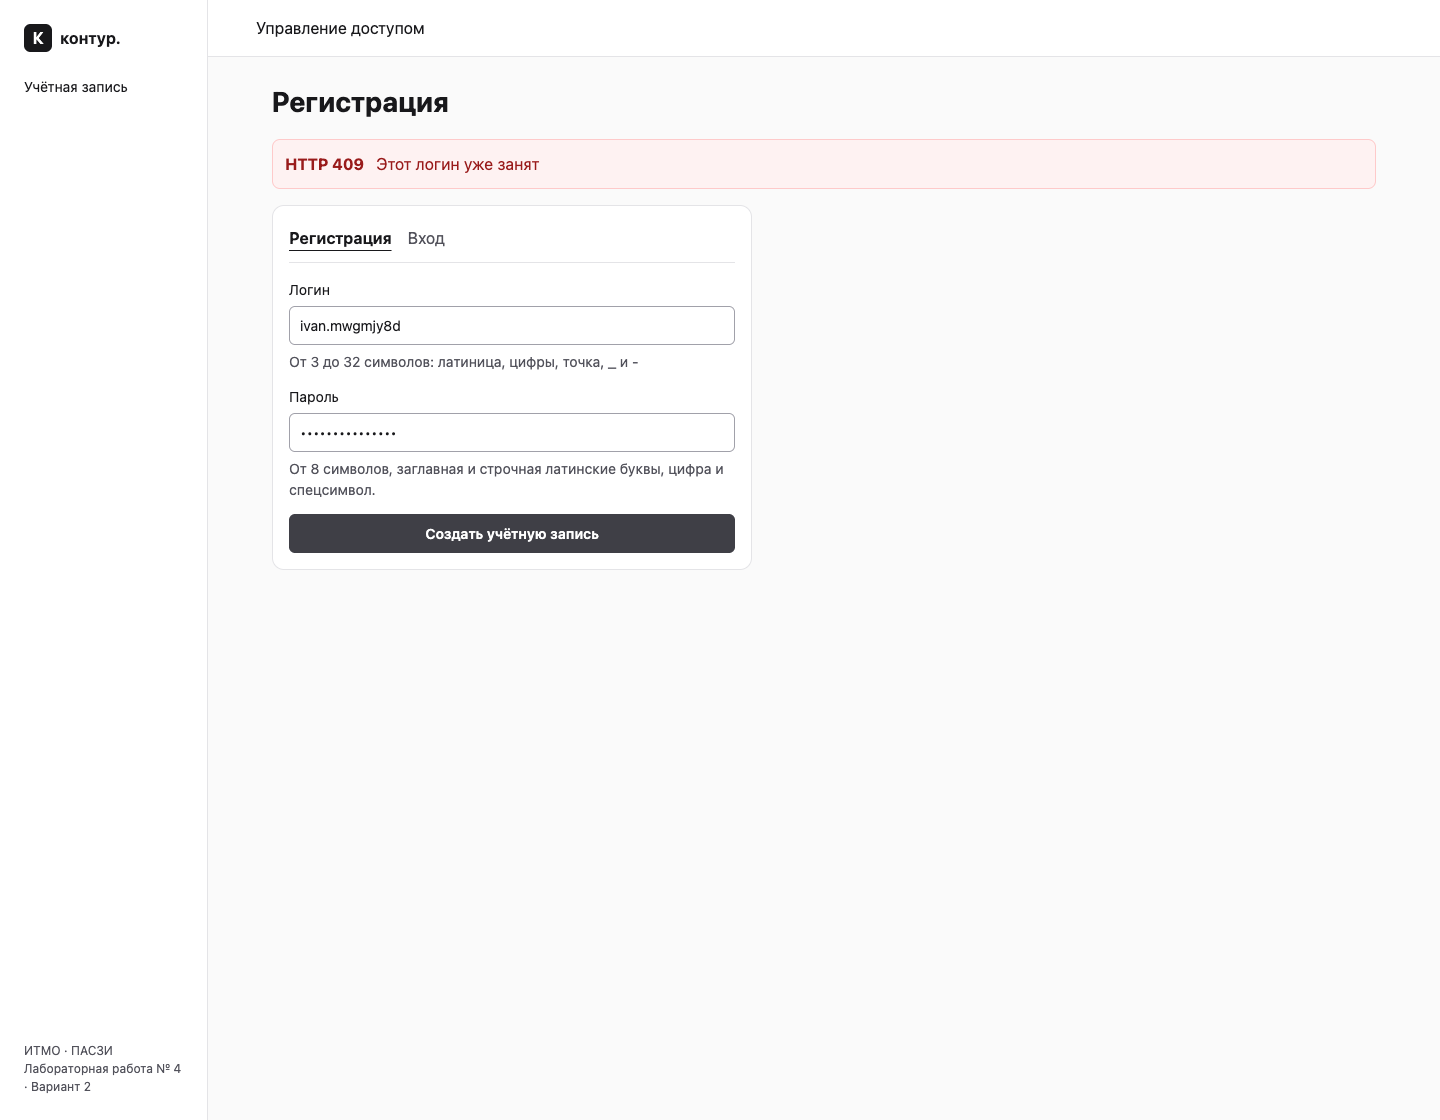 K контур.
Учётная запись
Управление доступом
Регистрация
HTTP 409 Этот логин уже занят
Регистрация Вход
Логин
ivan.mwgmjy8d
От 3 до 32 символов: латиница, цифры, точка, _ и -
Пароль
•••••••••••••••
От 8 символов, заглавная и строчная латинские буквы, цифра и
спецсимвол.
Создать учётную запись
ИТМО · ПАСЗИ
Лабораторная работа № 4
· Вариант 2